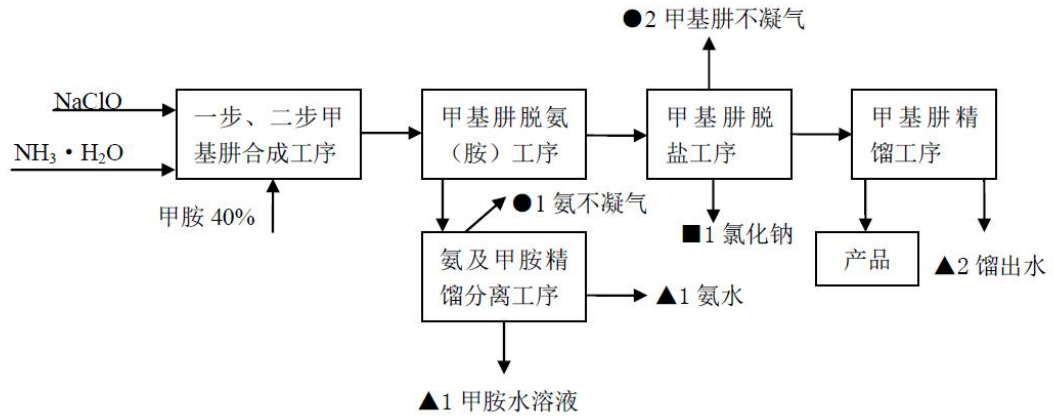 ●2 甲基肼不凝气
NaClO
NH₃·H₂O
一步、二步甲
基肼合成工序
甲胺 40%
甲基肼脱氨
（胺）工序
甲基肼脱
盐工序
甲基肼精
馏工序
●1 氨不凝气
■1 氯化钠
氨及甲胺精
馏分离工序
▲1 氨水
产品
▲2 馏出水
▲1 甲胺水溶液